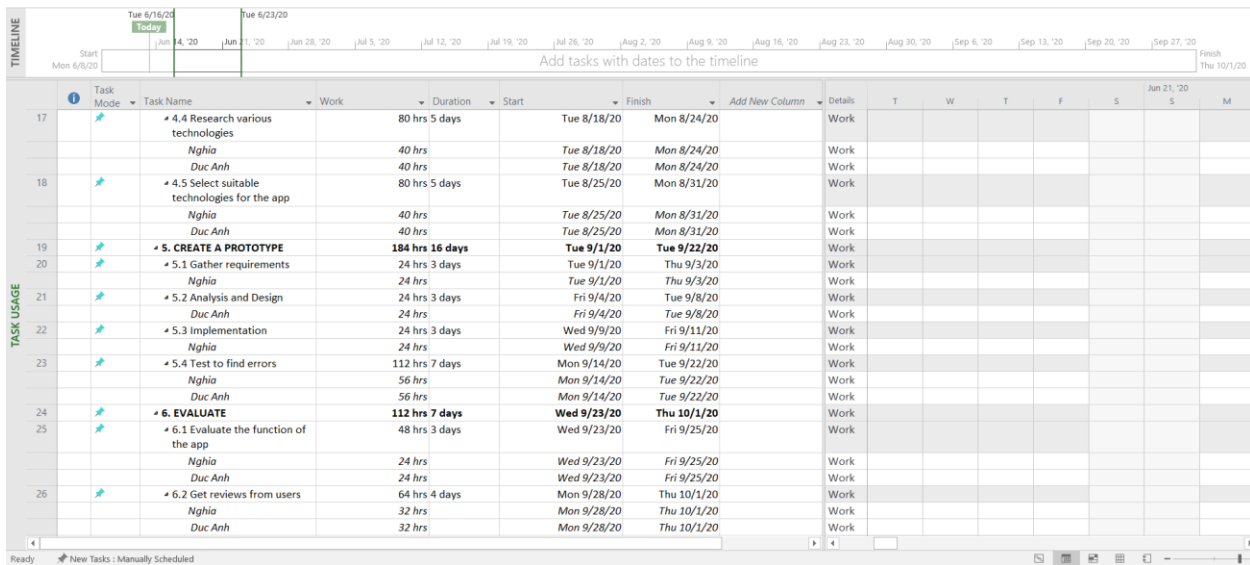 TIMELINE
Tue 6/16/20 Tue 6/23/20
Today
Jun 14, '20 Jun 21, '20 Jun 28, '20 Jul 5, '20 Jul 12, '20 Jul 19, '20 Jul 26, '20 Aug 2, '20 Aug 9, '20 Aug 16, '20 Aug 23, '20 Aug 30, '20 Sep 6, '20 Sep 13, '20 Sep 20, '20 Sep 27, '20
Start
Mon 6/8/20
Add tasks with dates to the timeline
Finish
Thu 10/1/20
TASK USAGE
Task Mode Task Name Work Duration Start Finish Add New Column Details T W T F S S M
Jun 21, '20
17 4.4 Research various technologies 80 hrs 5 days Tue 8/18/20 Mon 8/24/20 Work
Nghia 40 hrs Tue 8/18/20 Mon 8/24/20 Work
Duc Anh 40 hrs Tue 8/18/20 Mon 8/24/20 Work
18 4.5 Select suitable technologies for the app 80 hrs 5 days Tue 8/25/20 Mon 8/31/20 Work
Nghia 40 hrs Tue 8/25/20 Mon 8/31/20 Work
Duc Anh 40 hrs Tue 8/25/20 Mon 8/31/20 Work
19 5. CREATE A PROTOTYPE 184 hrs 16 days Tue 9/1/20 Tue 9/22/20 Work
20 5.1 Gather requirements 24 hrs 3 days Tue 9/1/20 Thu 9/3/20 Work
Nghia 24 hrs Tue 9/1/20 Thu 9/3/20 Work
21 5.2 Analysis and Design 24 hrs 3 days Fri 9/4/20 Tue 9/8/20 Work
Duc Anh 24 hrs Fri 9/4/20 Tue 9/8/20 Work
22 5.3 Implementation 24 hrs 3 days Wed 9/9/20 Fri 9/11/20 Work
Nghia 24 hrs Wed 9/9/20 Fri 9/11/20 Work
23 5.4 Test to find errors 112 hrs 7 days Mon 9/14/20 Tue 9/22/20 Work
Nghia 56 hrs Mon 9/14/20 Tue 9/22/20 Work
Duc Anh 56 hrs Mon 9/14/20 Tue 9/22/20 Work
24 6. EVALUATE 112 hrs 7 days Wed 9/23/20 Thu 10/1/20 Work
25 6.1 Evaluate the function of the app 48 hrs 3 days Wed 9/23/20 Fri 9/25/20 Work
Nghia 24 hrs Wed 9/23/20 Fri 9/25/20 Work
Duc Anh 24 hrs Wed 9/23/20 Fri 9/25/20 Work
26 6.2 Get reviews from users 64 hrs 4 days Mon 9/28/20 Thu 10/1/20 Work
Nghia 32 hrs Mon 9/28/20 Thu 10/1/20 Work
Duc Anh 32 hrs Mon 9/28/20 Thu 10/1/20 Work
Ready New Tasks : Manually Scheduled